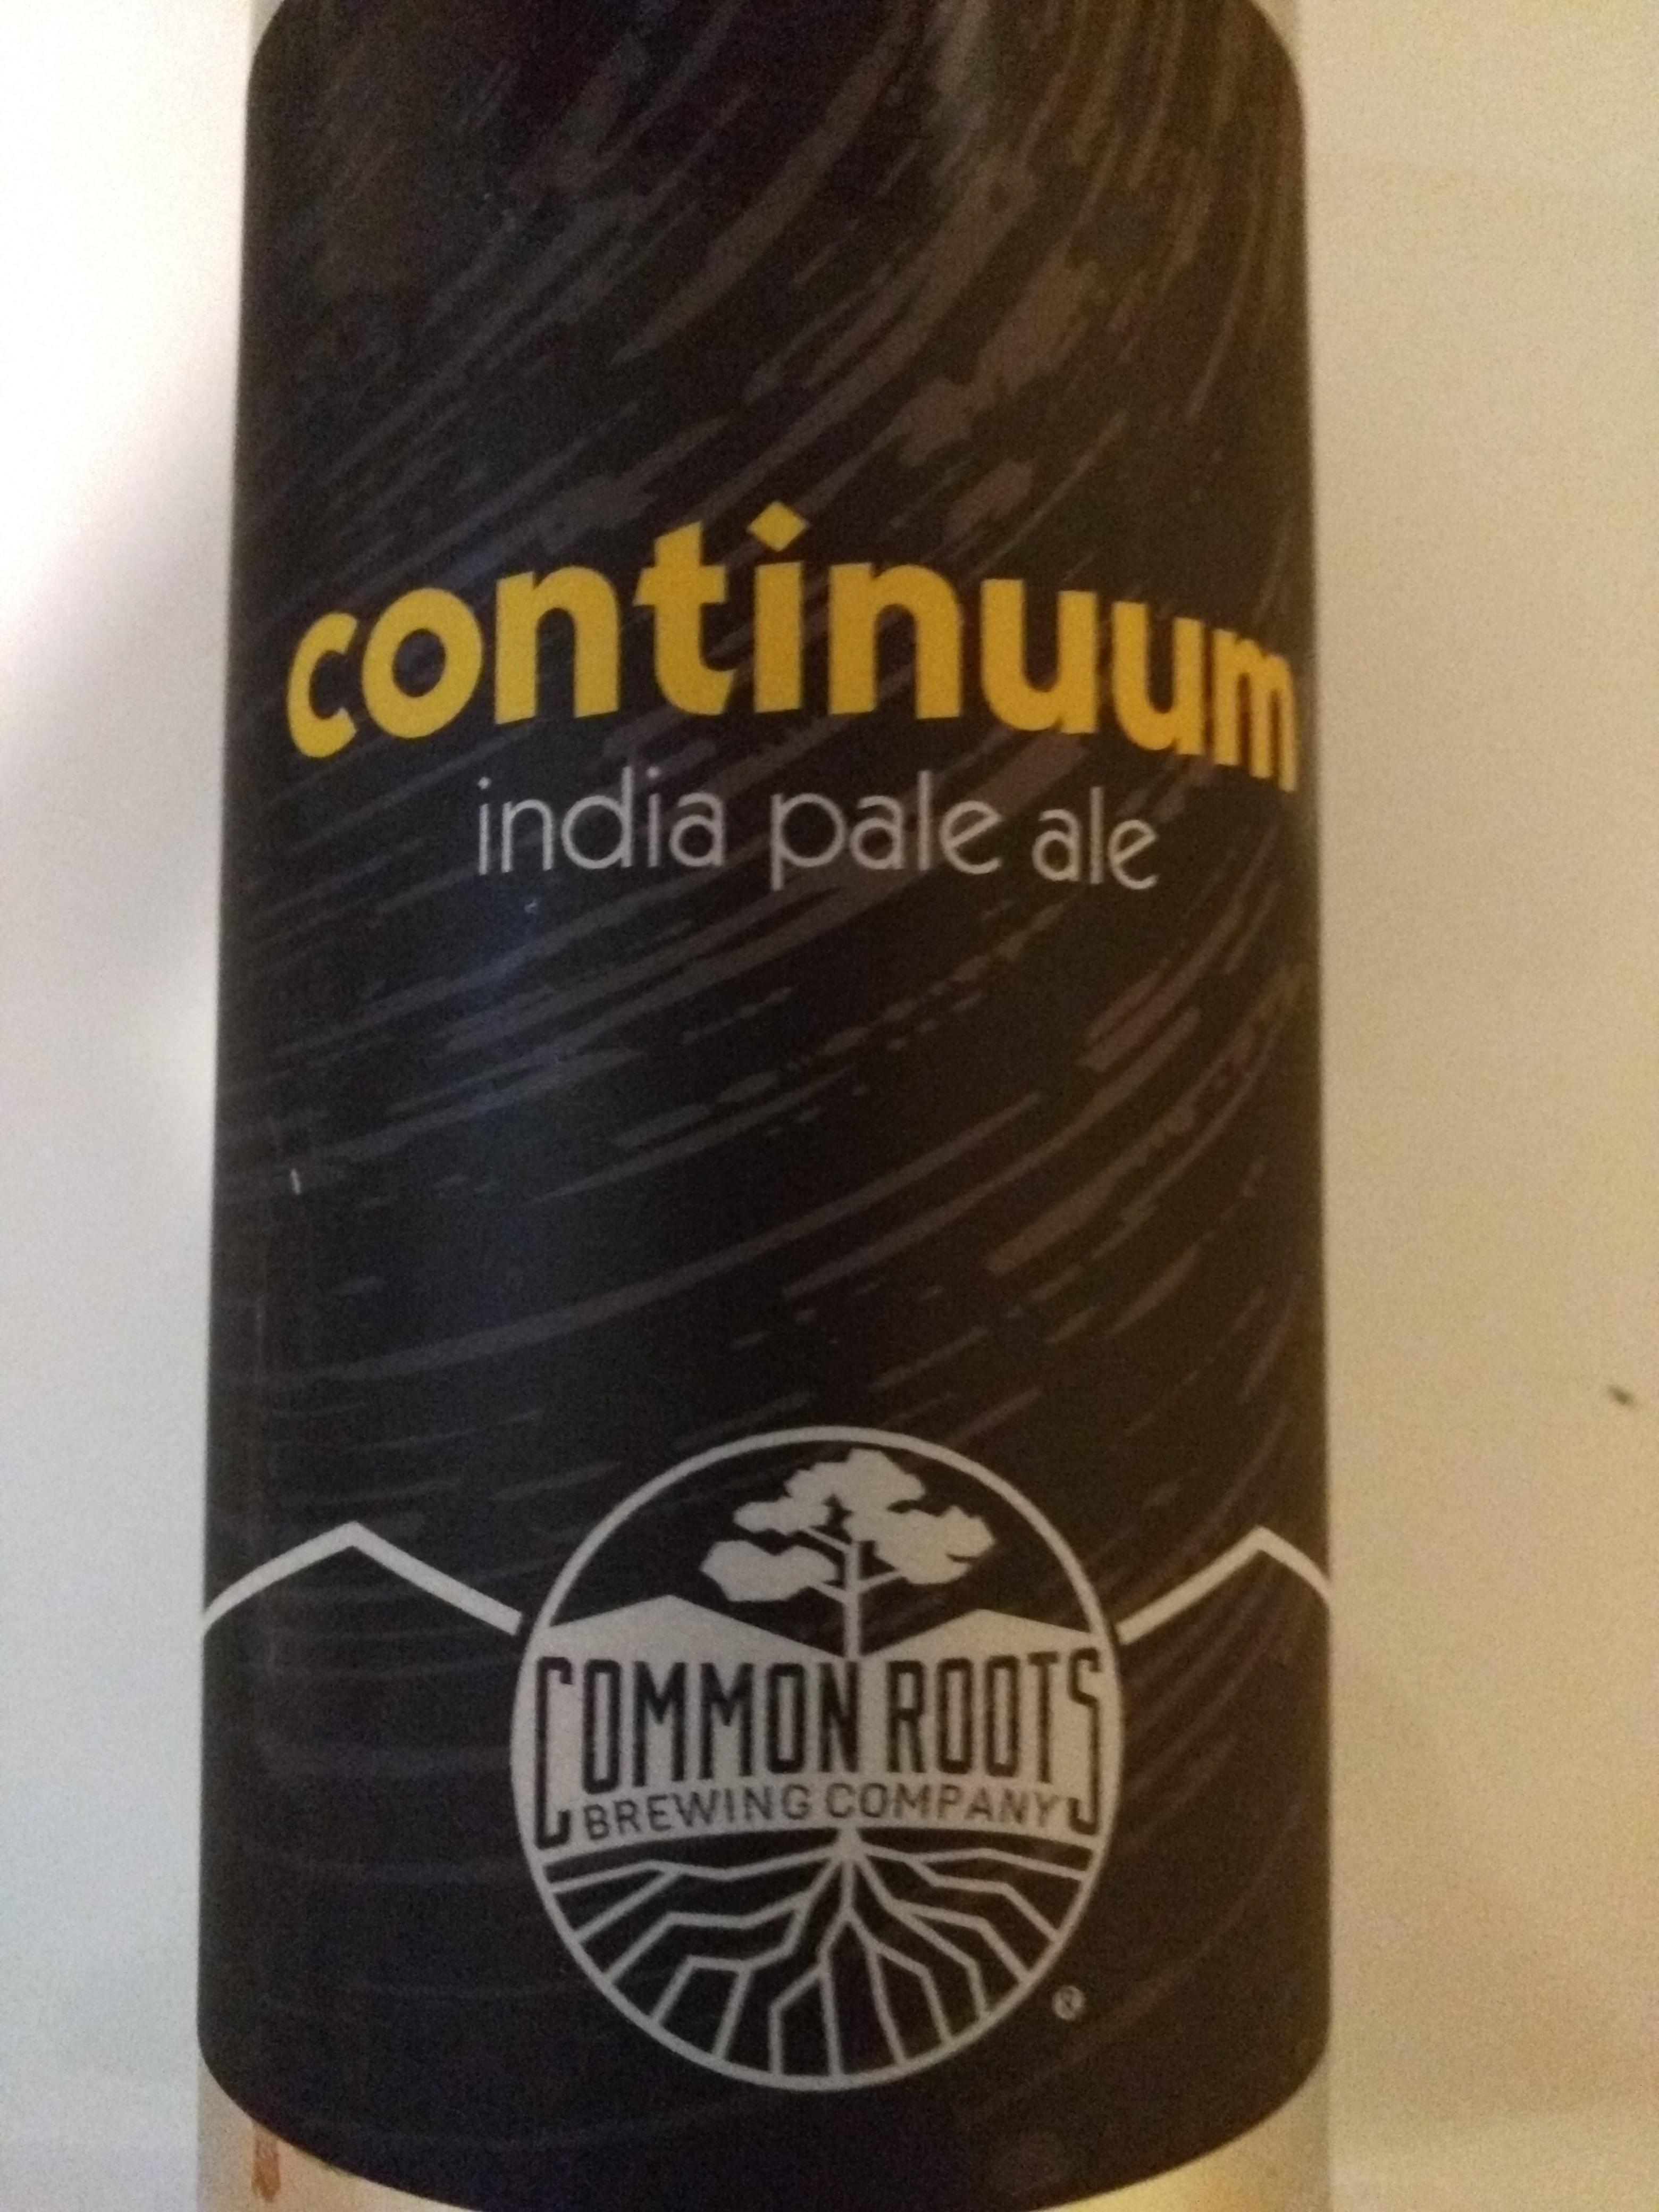 continuum
india pale ale
COMMON ROOTS
BREWING COMPANY
®